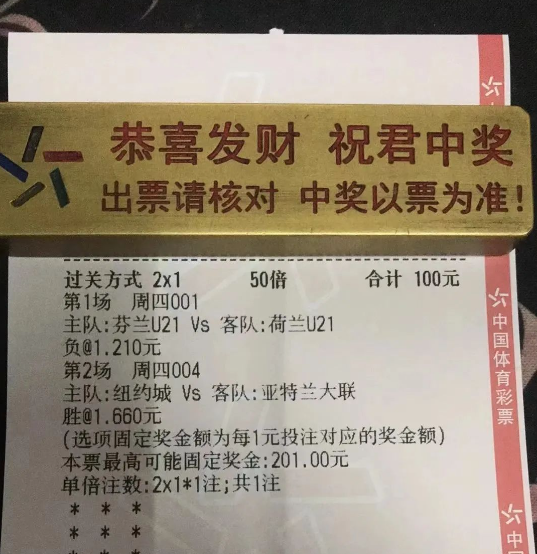 恭喜发财 祝君中奖
出票请核对 中奖以票为准!
过关方式 2x1 50倍 合计 100元
第1场 周四001
主队:芬兰U21 Vs 客队:荷兰U21
负@1.210元
第2场 周四004
主队:纽约城 Vs 客队:亚特兰大联
胜@1.660元
(选项固定奖金额为每1元投注对应的奖金额)
本票最高可能固定奖金:201.00元
单倍注数:2x1*1注;共1注
* * *
* * *
* * *
中国体育彩票
中国